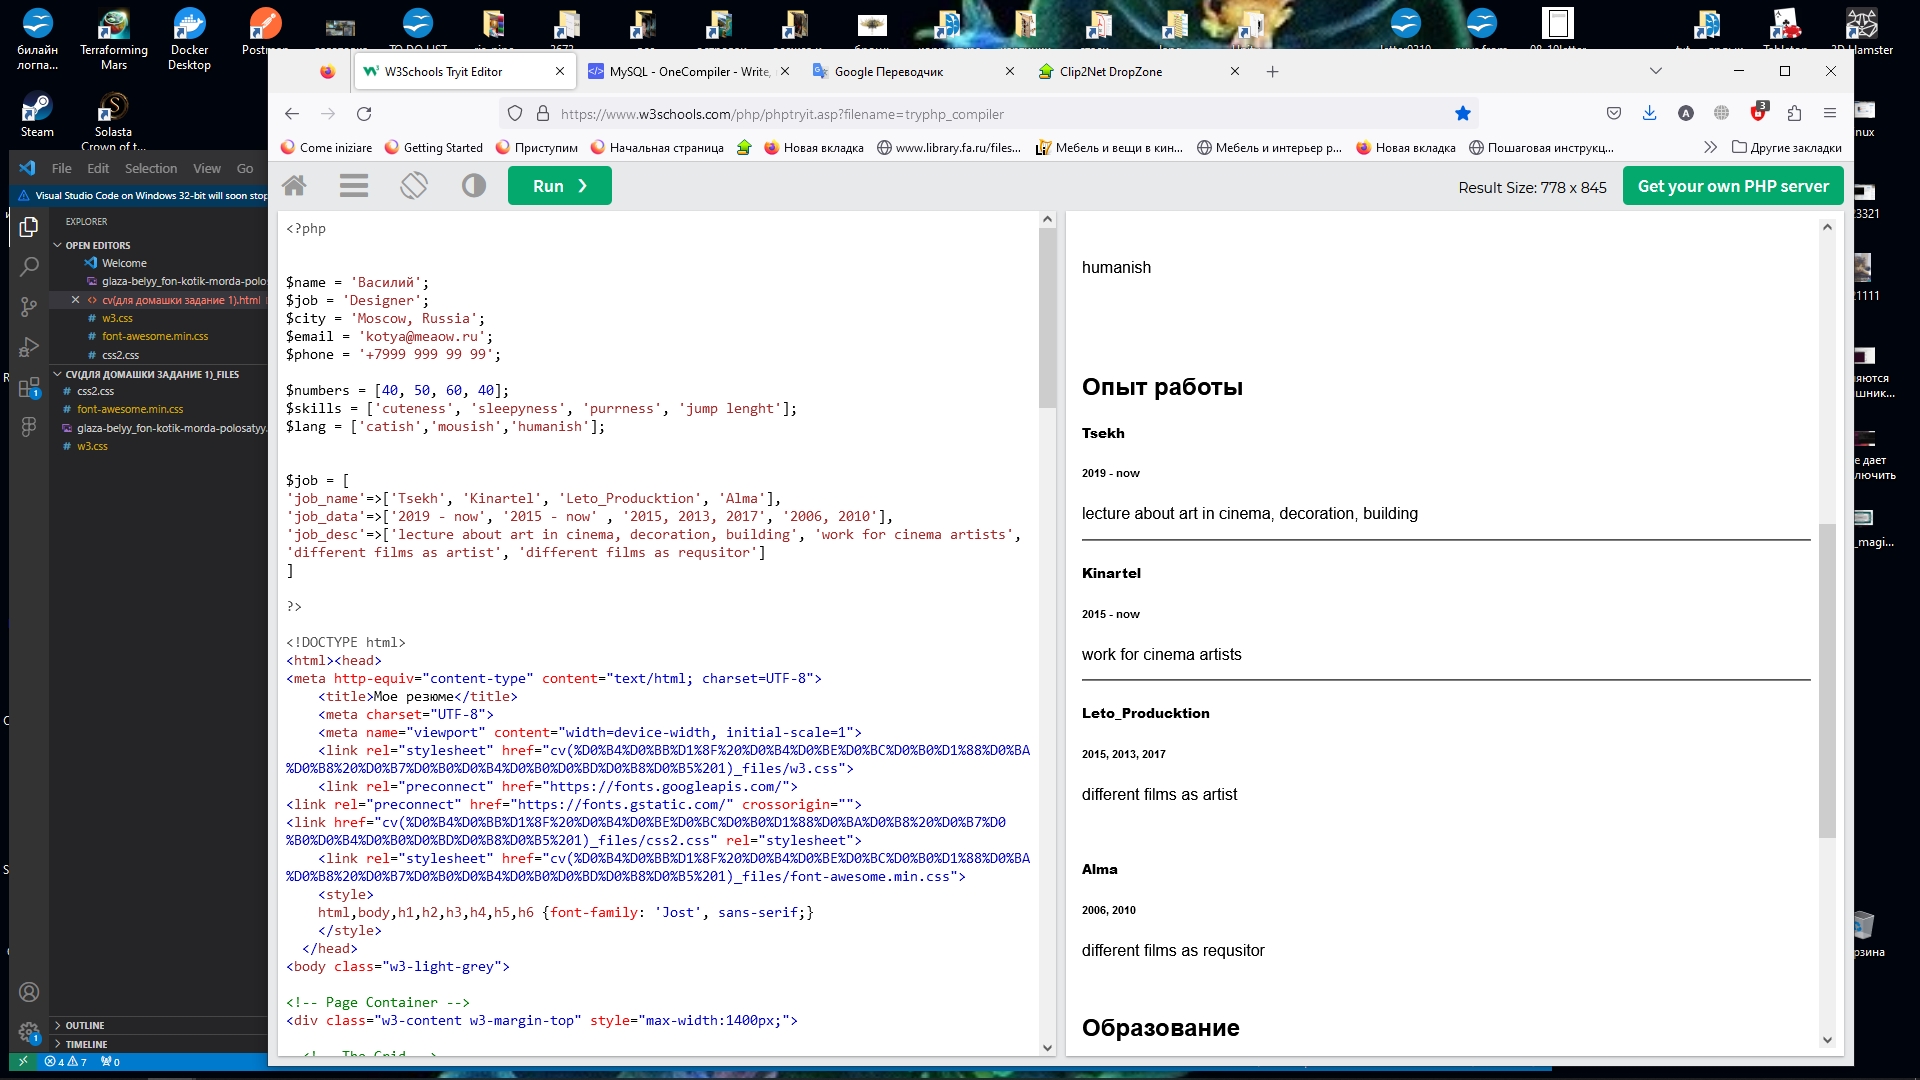 билайн
логпа...
Terraforming
Mars
Docker
Desktop
Steam
Solasta
Crown of t...
3D Hamster
W3Schools Tryit Editor
MySQL - OneCompiler - Write,
Google Переводчик
Clip2Net DropZone
https://www.w3schools.com/php/phptryit.asp?filename=tryphp_compiler
3
Come iniziare
Getting Started
Приступим
Начальная страница
Новая вкладка
www.library.fa.ru/files...
Мебель и вещи в кин...
Мебель и интерьер р...
Новая вкладка
Пошаговая инструкц...
Другие закладки
Run ❯
Result Size: 778 x 845
Get your own PHP server
File Edit Selection View Go
Visual Studio Code on Windows 32-bit will soon stop
EXPLORER
OPEN EDITORS
Welcome
glaza-belyy_fon-kotik-morda-polo
cv(для домашки задание 1).html
w3.css
font-awesome.min.css
css2.css
CV(ДЛЯ ДОМАШКИ ЗАДАНИЕ 1)_FILES
css2.css
font-awesome.min.css
glaza-belyy_fon-kotik-morda-polosatyy.
w3.css
OUTLINE
TIMELINE
4 7 0
<?php
$name = 'Василий';
$job = 'Designer';
$city = 'Moscow, Russia';
$email = 'kotya@meaow.ru';
$phone = '+7999 999 99 99';
$numbers = [40, 50, 60, 40];
$skills = ['cuteness', 'sleepyness', 'purrness', 'jump lenght'];
$lang = ['catish','mousish','humanish'];
$job = [
'job_name'=>['Tsekh', 'Kinartel', 'Leto_Producktion', 'Alma'],
'job_data'=>['2019 - now', '2015 - now' , '2015, 2013, 2017', '2006, 2010'],
'job_desc'=>['lecture about art in cinema, decoration, building', 'work for cinema artists',
'different films as artist', 'different films as requsitor']
]
?>
<!DOCTYPE html>
<html><head>
<meta http-equiv="content-type" content="text/html; charset=UTF-8">
<title>Мое резюме</title>
<meta charset="UTF-8">
<meta name="viewport" content="width=device-width, initial-scale=1">
<link rel="stylesheet" href="cv(%D0%B4%D0%BB%D1%8F%20%D0%B4%D0%BE%D0%BC%D0%B0%D1%88%D0%BA
%D0%B8%20%D0%B7%D0%B0%D0%B4%D0%B0%D0%BD%D0%B8%D0%B5%201)_files/w3.css">
<link rel="preconnect" href="https://fonts.googleapis.com/">
<link rel="preconnect" href="https://fonts.gstatic.com/" crossorigin="">
<link href="cv(%D0%B4%D0%BB%D1%8F%20%D0%B4%D0%BE%D0%BC%D0%B0%D1%88%D0%BA%D0%B8%20%D0%B7%D0
%B0%D0%B4%D0%B0%D0%BD%D0%B8%D0%B5%201)_files/css2.css" rel="stylesheet">
<link rel="stylesheet" href="cv(%D0%B4%D0%BB%D1%8F%20%D0%B4%D0%BE%D0%BC%D0%B0%D1%88%D0%BA
%D0%B8%20%D0%B7%D0%B0%D0%B4%D0%B0%D0%BD%D0%B8%D0%B5%201)_files/font-awesome.min.css">
<style>
html,body,h1,h2,h3,h4,h5,h6 {font-family: 'Jost', sans-serif;}
</style>
</head>
<body class="w3-light-grey">
<!-- Page Container -->
<div class="w3-content w3-margin-top" style="max-width:1400px;">
<!-- The Grid -->
humanish
Опыт работы
Tsekh
2019 - now
lecture about art in cinema, decoration, building
Kinartel
2015 - now
work for cinema artists
Leto_Producktion
2015, 2013, 2017
different films as artist
Alma
2006, 2010
different films as requsitor
Образование